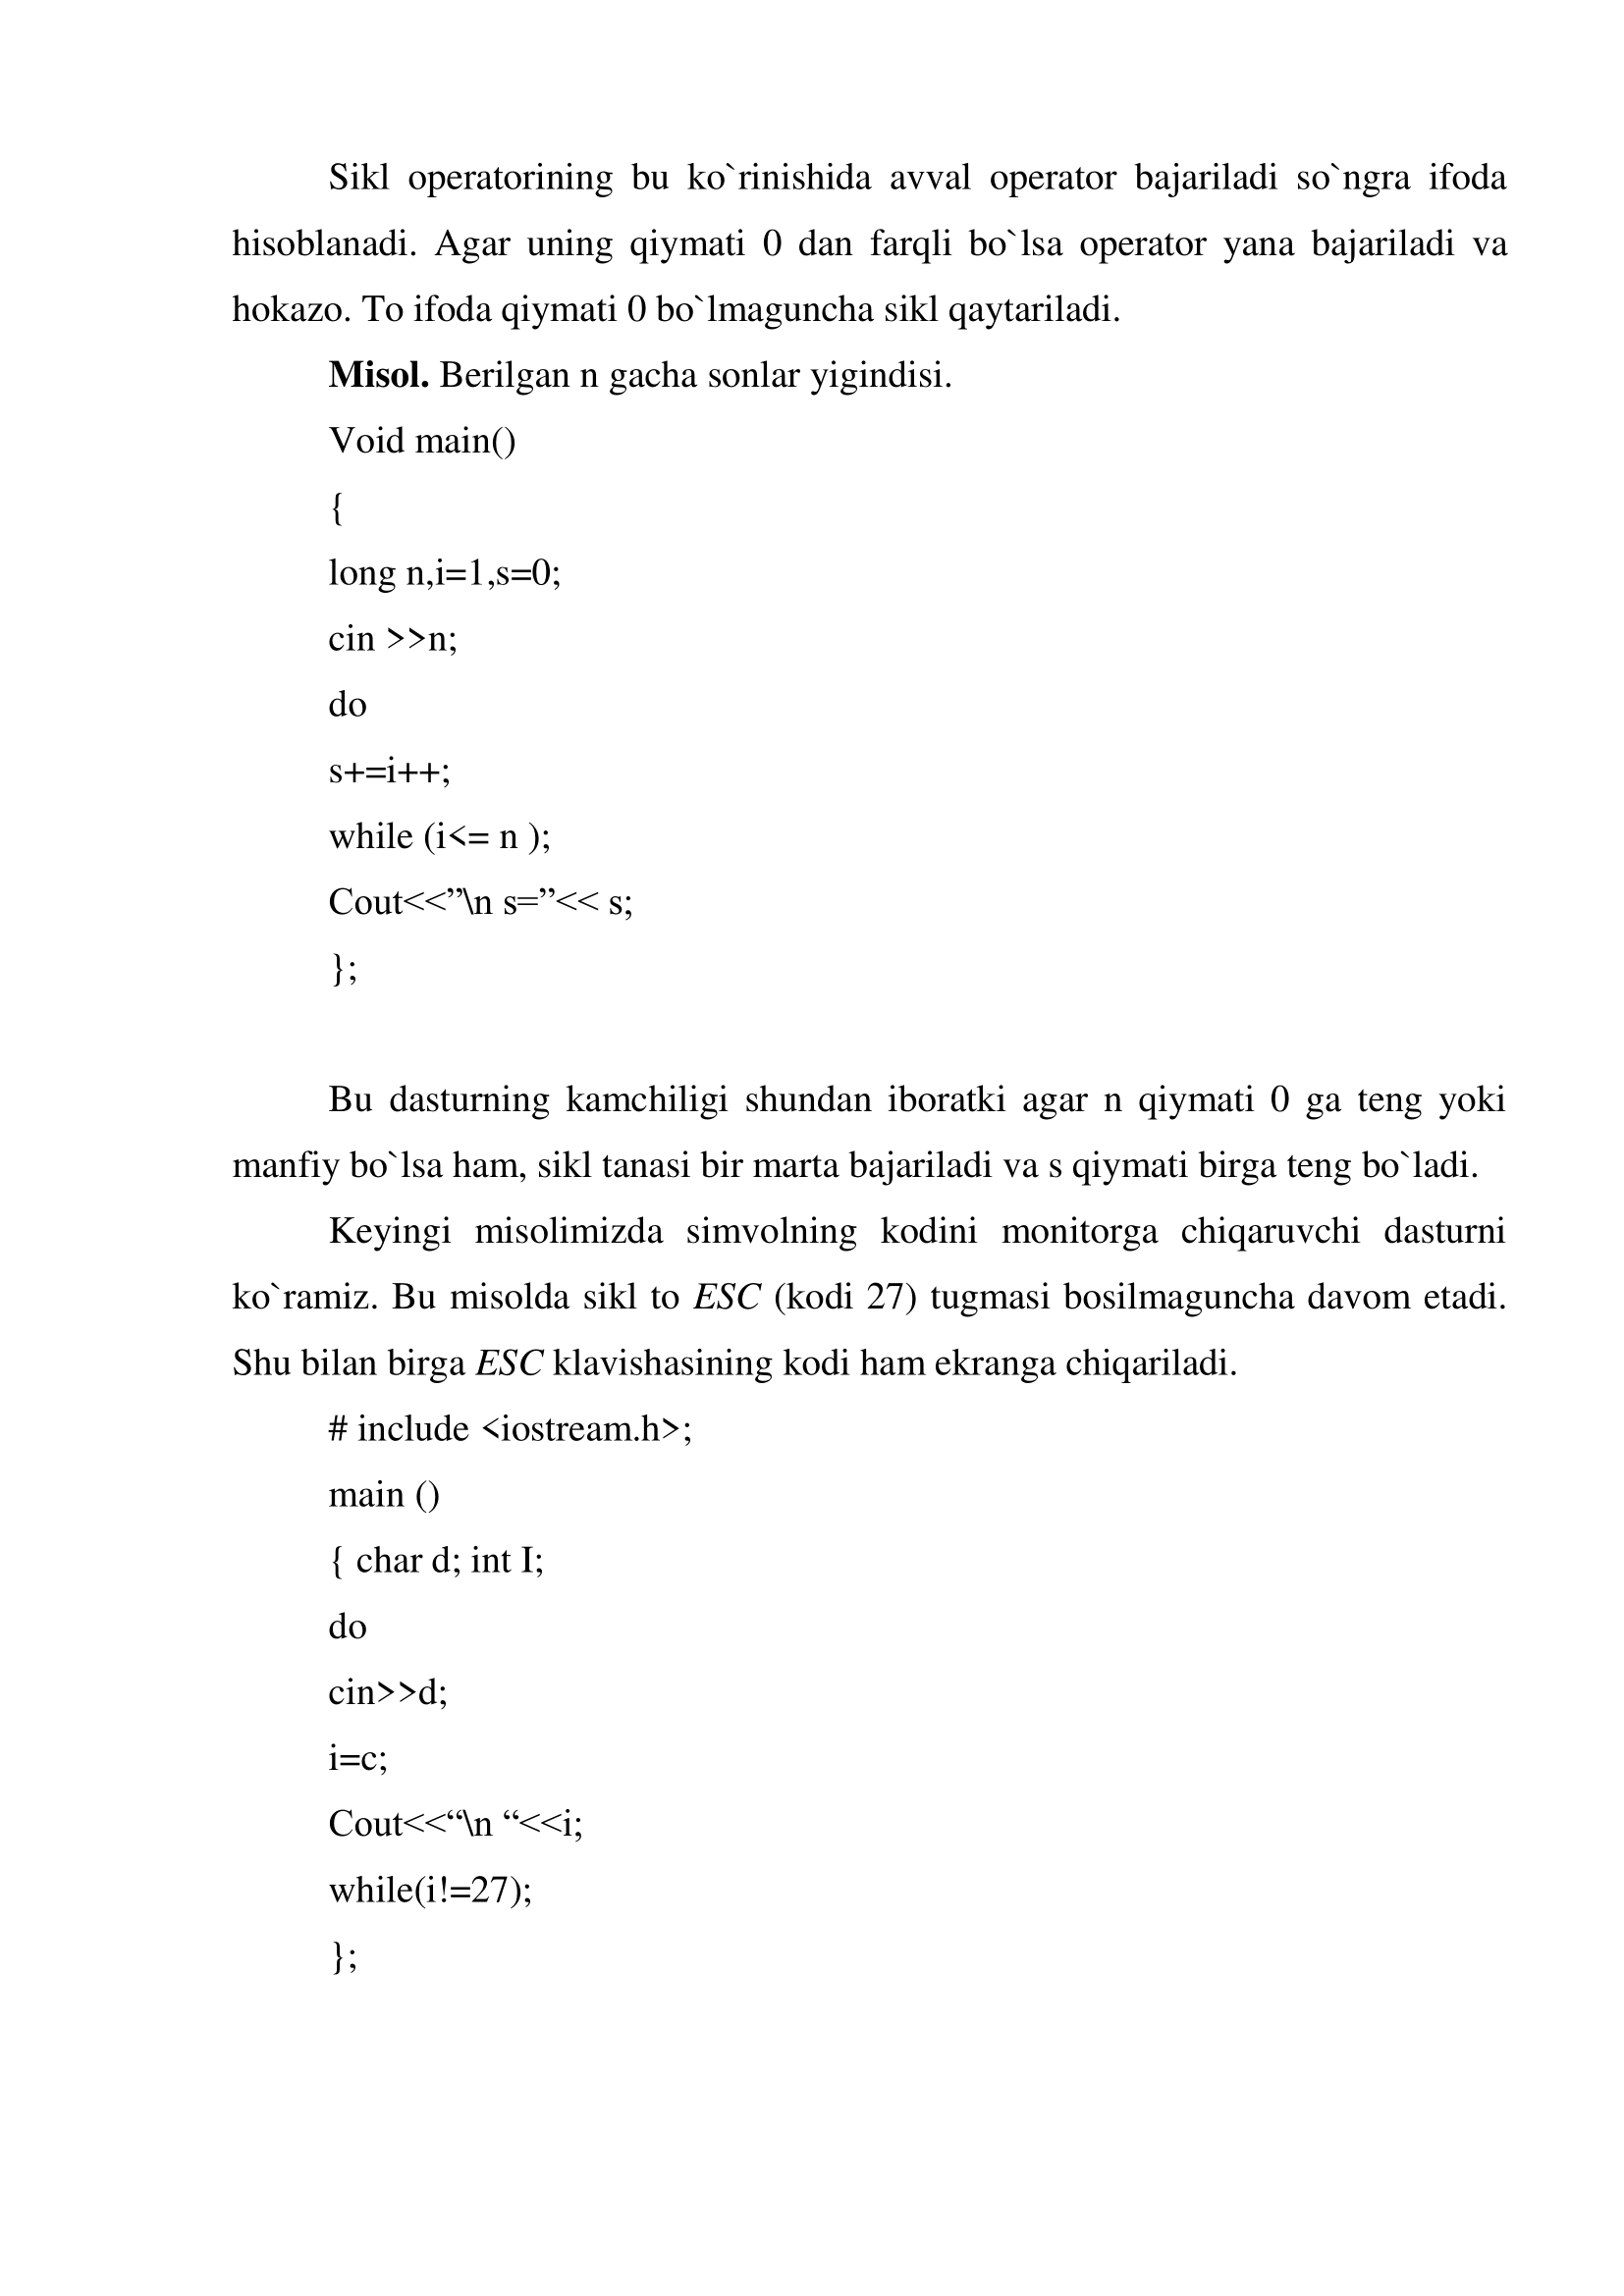 Sikl operatorining bu ko`rinishida avval operator bajariladi so`ngra ifoda
hisoblanadi. Agar uning qiymati 0 dan farqli bo`lsa operator yana bajariladi va
hokazo. To ifoda qiymati 0 bo`lmaguncha sikl qaytariladi.
Misol. Berilgan n gacha sonlar yigindisi.
Void main()
{
long n,i=1,s=0;
cin >>n;
do
s+=i++;
while (i<= n );
Cout<<”\n s=”<< s;
};
Bu dasturning kamchiligi shundan iboratki agar n qiymati 0 ga teng yoki
manfiy bo`lsa ham, sikl tanasi bir marta bajariladi va s qiymati birga teng bo`ladi.
Keyingi misolimizda simvolning kodini monitorga chiqaruvchi dasturni
ko`ramiz. Bu misolda sikl to ESC (kodi 27) tugmasi bosilmaguncha davom etadi.
Shu bilan birga ESC klavishasining kodi ham ekranga chiqariladi.
# include <iostream.h>;
main ()
{ char d; int I;
do
cin>>d;
i=c;
Cout<<“\n “<<i;
while(i!=27);
};